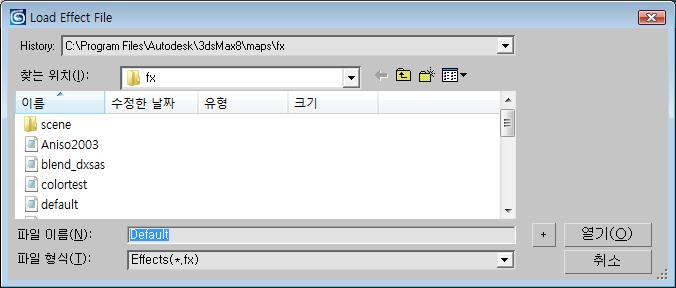 Load Effect File
History: C:\Program Files\Autodesk\3dsMax8\maps\fx
찾는 위치(I): fx
이름 수정한 날짜 유형 크기
scene
Aniso2003
blend_dxsas
colortest
default
파일 이름(N): Default + 열기(O)
파일 형식(T): Effects(*,fx) 취소